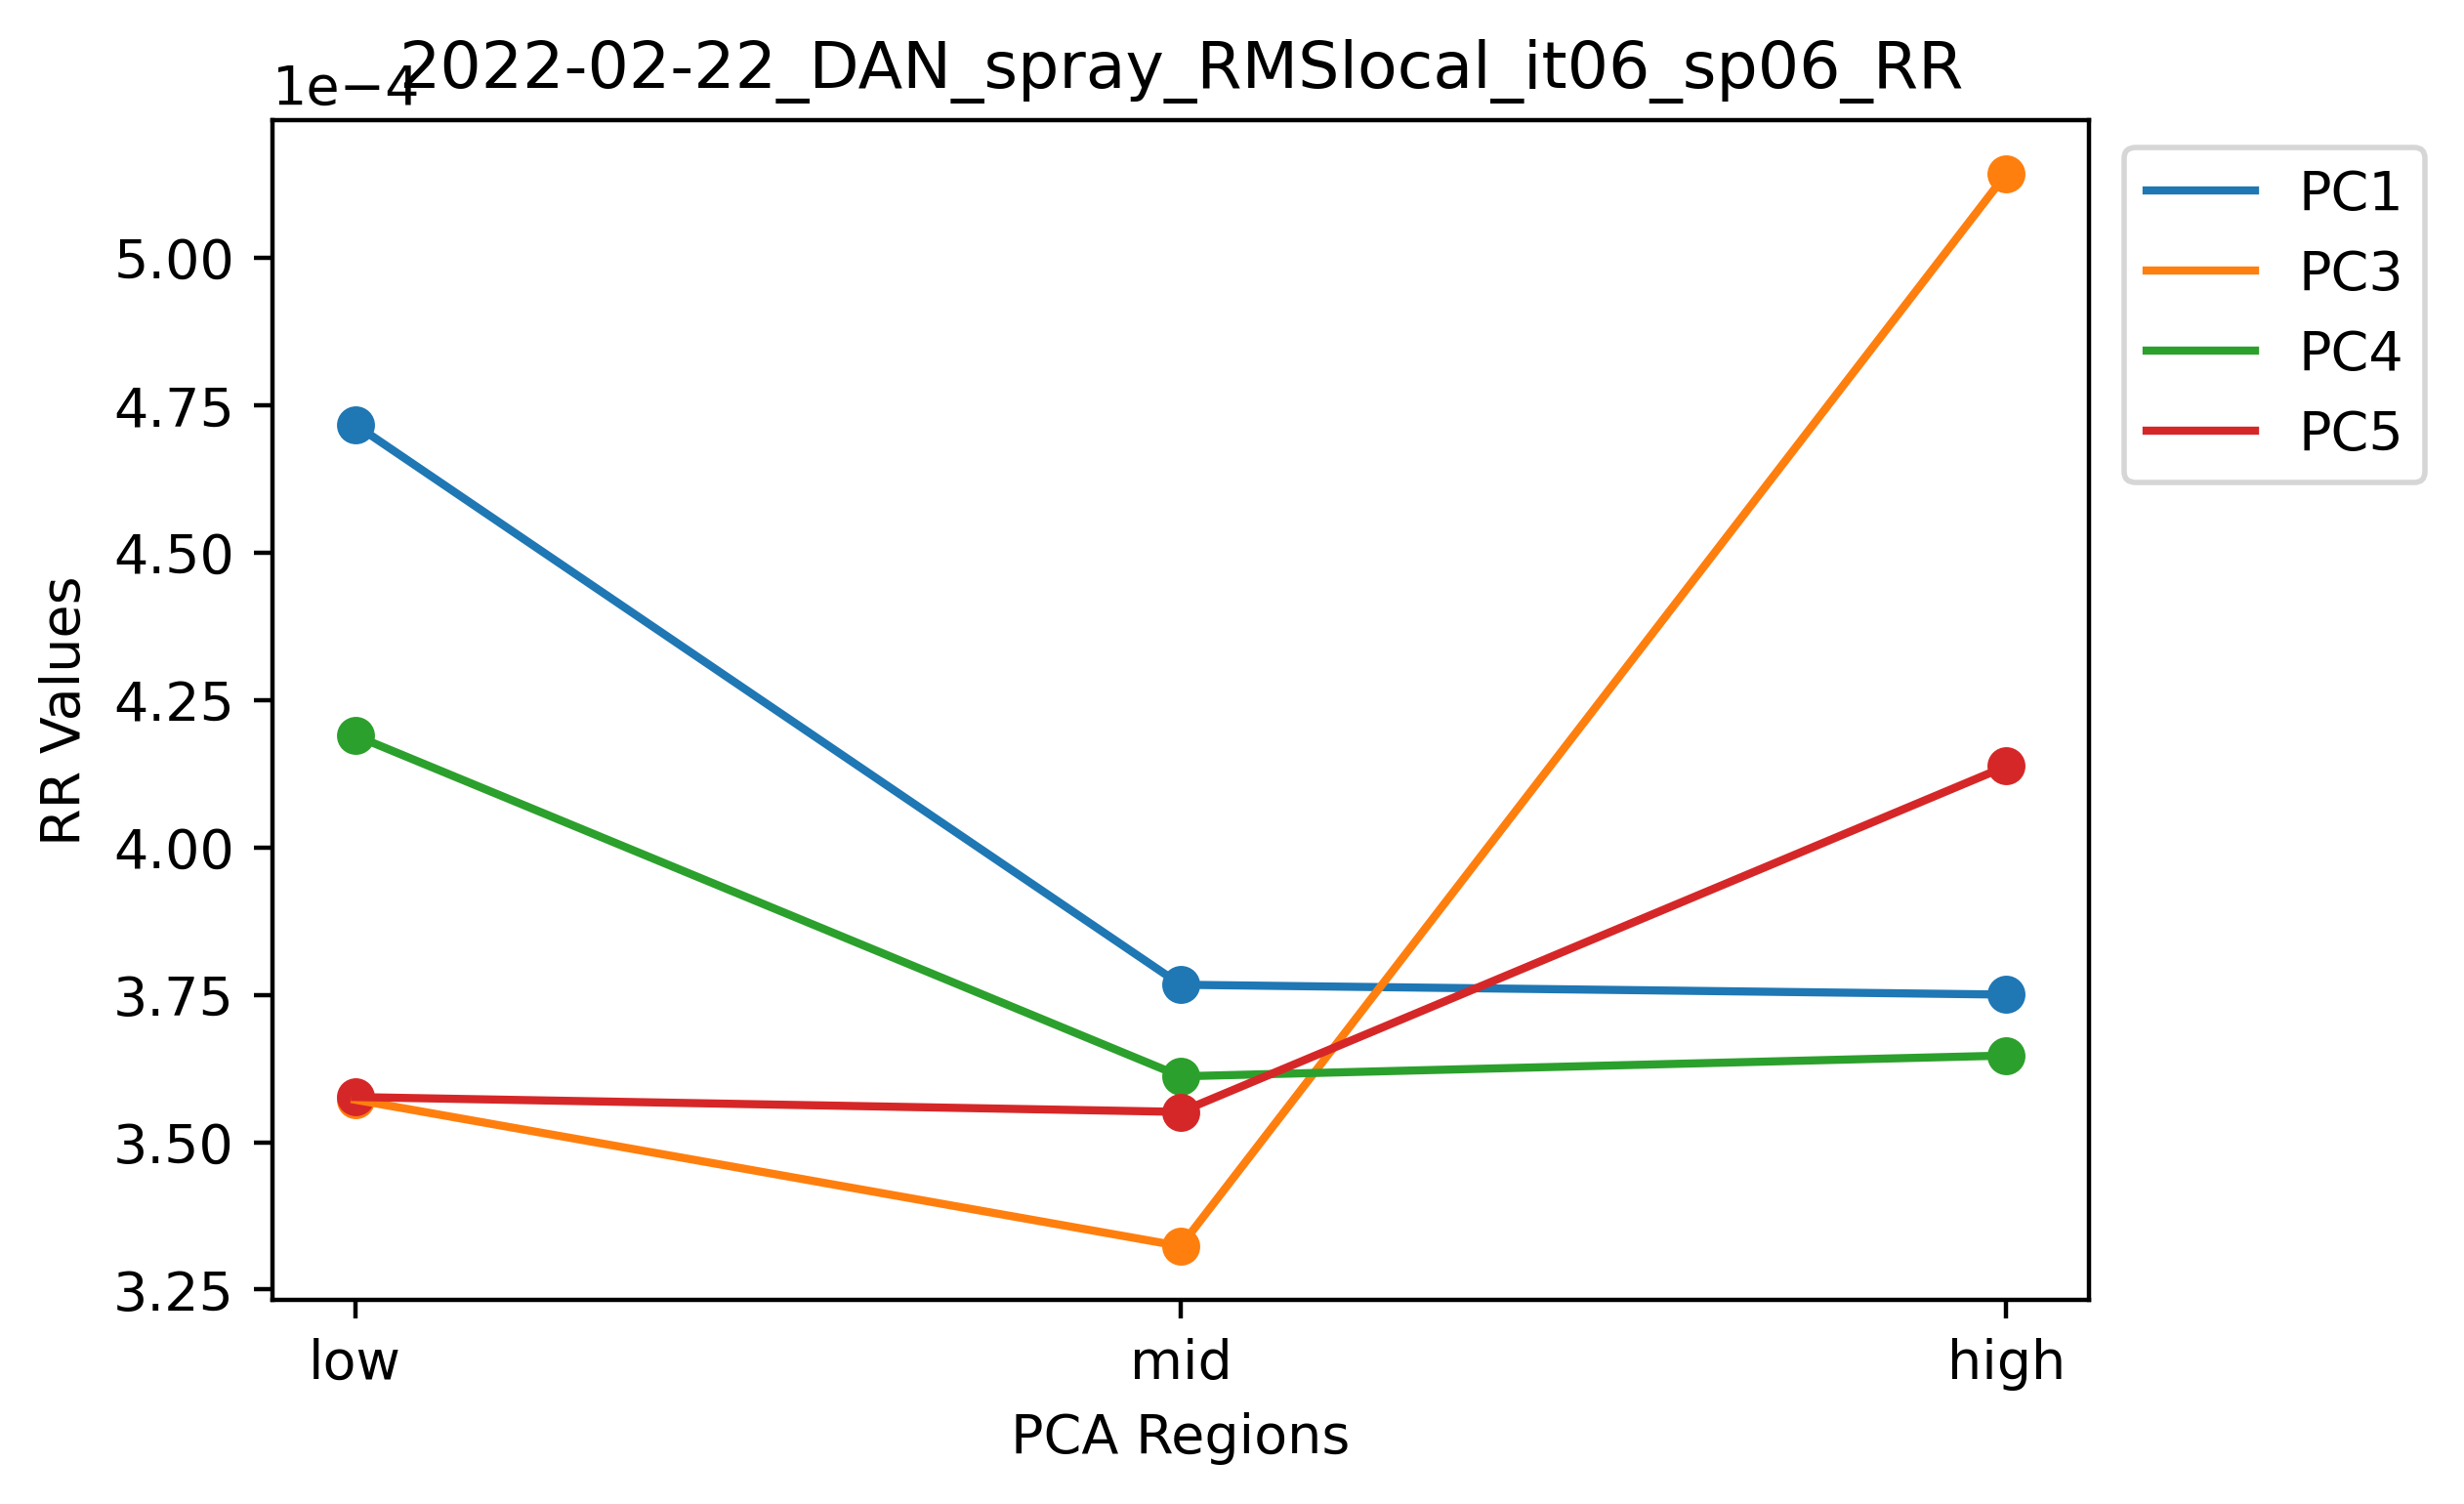 1e−4
2022-02-22_DAN_spray_RMSlocal_it06_sp06_RR
PC1
PC3
PC4
PC5
RR Values
5.00
4.75
4.50
4.25
4.00
3.75
3.50
3.25
low
mid
high
PCA Regions